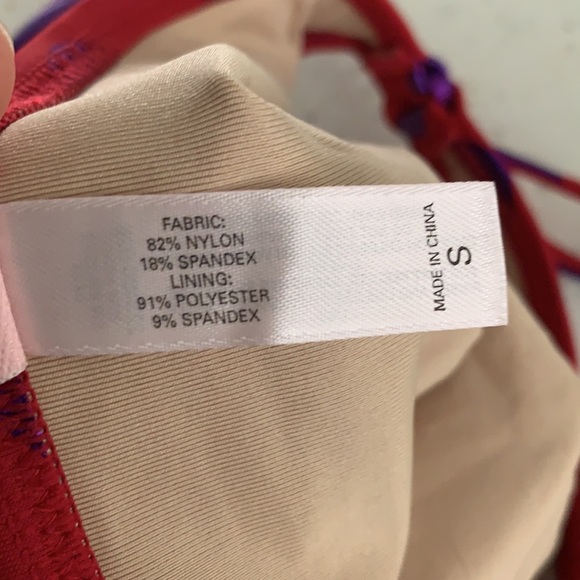 FABRIC:
82% NYLON
18% SPANDEX
LINING:
91% POLYESTER
9% SPANDEX
MADE IN CHINA
S